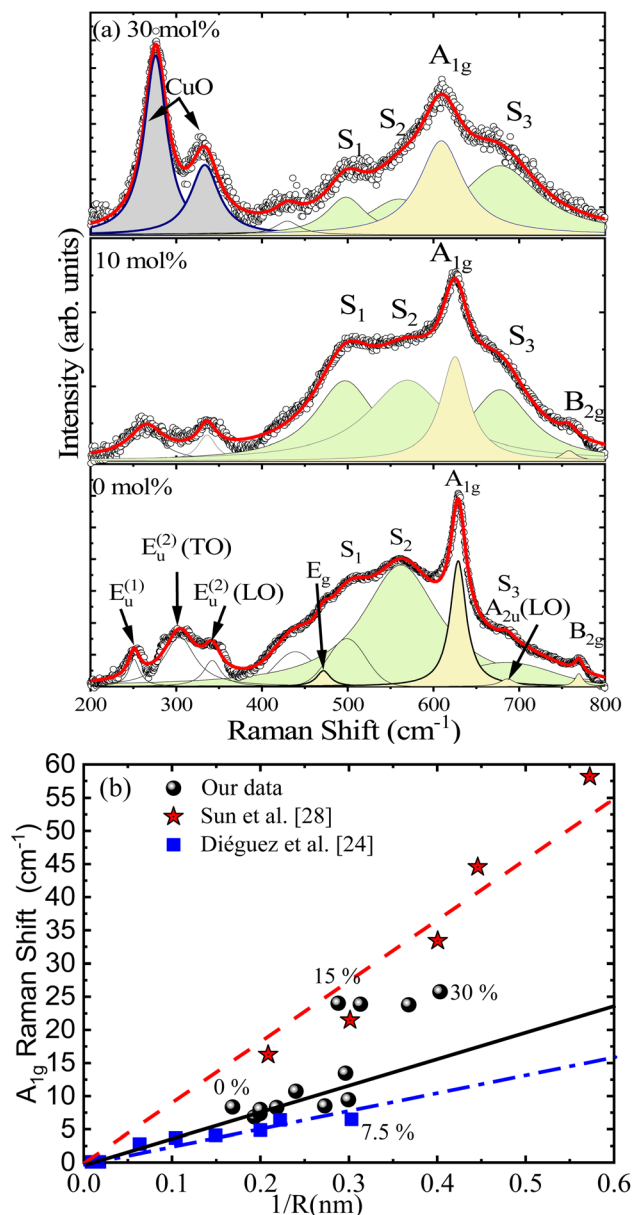 (a) 30 mol%
CuO
S₁
S₂
A₁g
S₃
10 mol%
S₁
S₂
A₁g
S₃
B₂g
0 mol%
Eᵤ⁽¹⁾
Eᵤ⁽²⁾(TO)
Eᵤ⁽²⁾(LO)
Eg
S₁
S₂
A₁g
S₃
A₂ᵤ(LO)
B₂g
Intensity (arb. units)
200 300 400 500 600 700 800
Raman Shift (cm⁻¹)
(b)
Our data
Sun et al. [28]
Diéguez et al. [24]
15 %
30 %
0 %
7.5 %
60
55
50
45
40
35
30
25
20
15
10
5
0
A₁g Raman Shift (cm⁻¹)
0.0 0.1 0.2 0.3 0.4 0.5 0.6
1/R(nm)